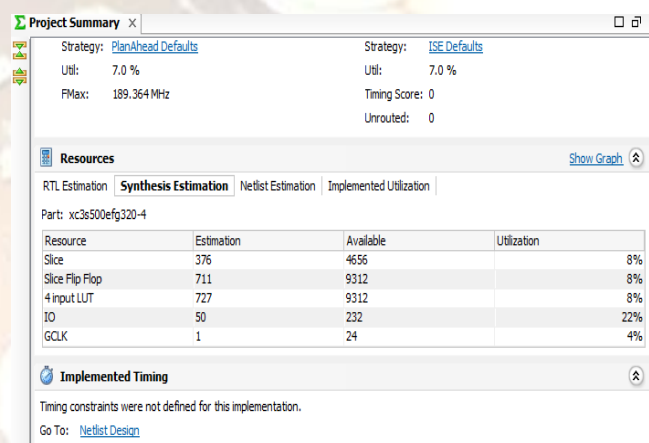 Σ Project Summary ×
Strategy: PlanAhead Defaults Strategy: ISE Defaults
Util: 7.0 % Util: 7.0 %
FMax: 189.364 MHz Timing Score: 0
Unrouted: 0
Resources Show Graph
RTL Estimation Synthesis Estimation Netlist Estimation Implemented Utilization
Part: xc3s500efg320-4
Resource Estimation Available Utilization
Slice 376 4656 8%
Slice Flip Flop 711 9312 8%
4 input LUT 727 9312 8%
IO 50 232 22%
GCLK 1 24 4%
Implemented Timing
Timing constraints were not defined for this implementation.
Go To: Netlist Design